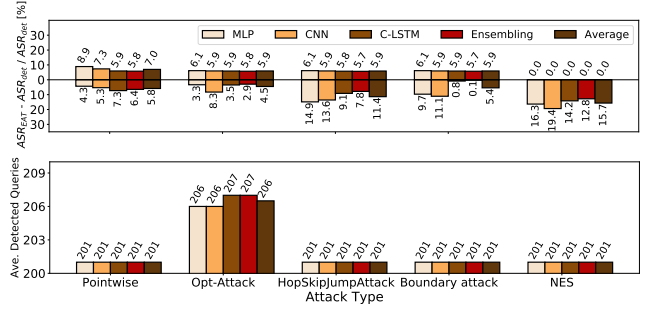 ASR_EAT - ASR_det / ASR_det [%]
30
20
10
0
10
20
30
MLP CNN C-LSTM Ensembling Average
8.9 7.3 5.9 5.8 7.0
6.1 5.9 5.8 5.8 5.9
6.1 5.9 5.8 5.7 5.9
6.1 5.9 5.9 5.7 5.9
0.0 0.0 0.0 0.0 0.0
4.3 5.3 7.3 6.4 5.8
3.3 8.3 3.5 2.9 4.5
14.9 13.6 9.1 7.8 11.4
9.7 11.1 0.8 0.1 5.4
16.3 19.4 14.2 12.8 15.7
Ave. Detected Queries
209
206
203
200
201 201 201 201 201
206 206 207 207 206
201 201 201 201 201
201 201 201 201 201
201 201 201 201 201
Pointwise Opt-Attack HopSkipJumpAttack Boundary attack NES
Attack Type